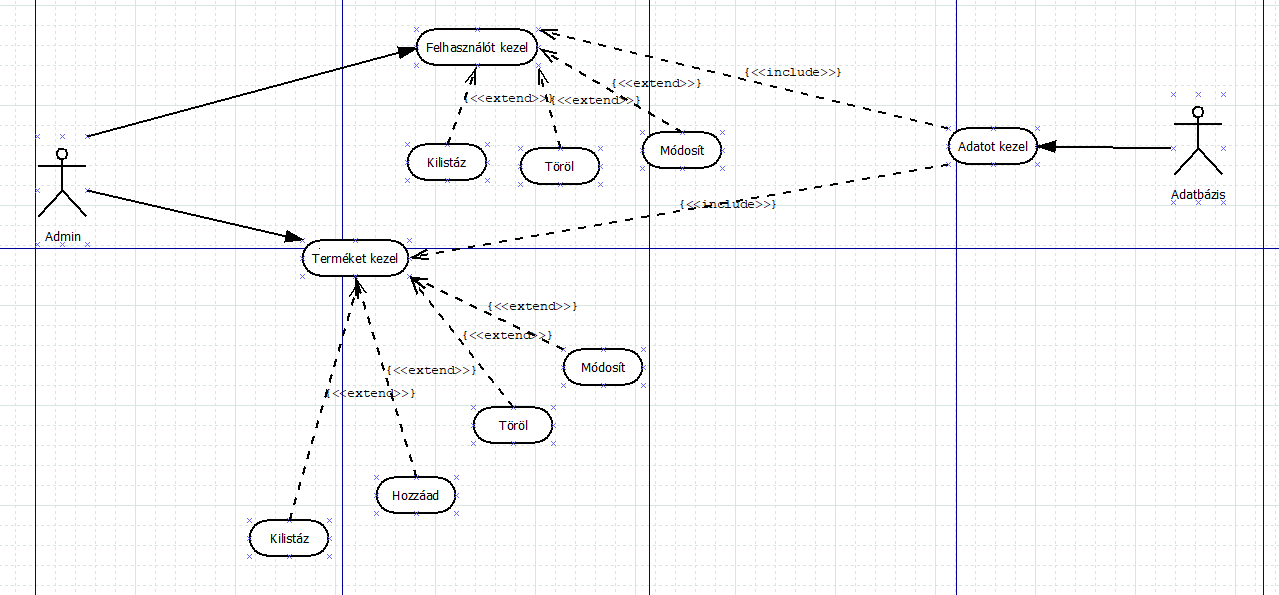 Felhasználót kezel
{<<include>>}
{<<extend>>}
{<<extend>>}
{<<extend>>}
Kilistáz
Töröl
Módosít
Adatot kezel
Adatbázis
{<<include>>}
Admin
Terméket kezel
{<<extend>>}
{<<extend>>}
Módosít
{<<extend>>}
{<<extend>>}
Töröl
Hozzáad
Kilistáz